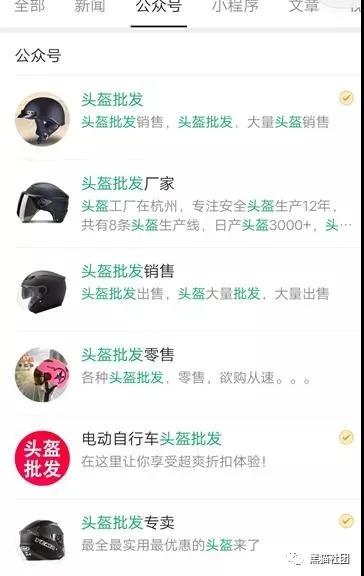 全部 新闻 公众号 小程序 文章
公众号
头盔批发
头盔批发销售，头盔批发，大量头盔销售
头盔批发厂家
头盔工厂在杭州，专注安全头盔生产12年，
共有8条头盔生产线，日产头盔3000+，头…
头盔批发销售
头盔批发出售，头盔大量批发，大量出售
头盔批发零售
各种头盔批发，零售，欲购从速。。。
头盔
批发
电动自行车头盔批发
在这里让你享受超爽折扣体验！
头盔批发专卖
最全最实用最优惠的头盔来了
黑猫社团